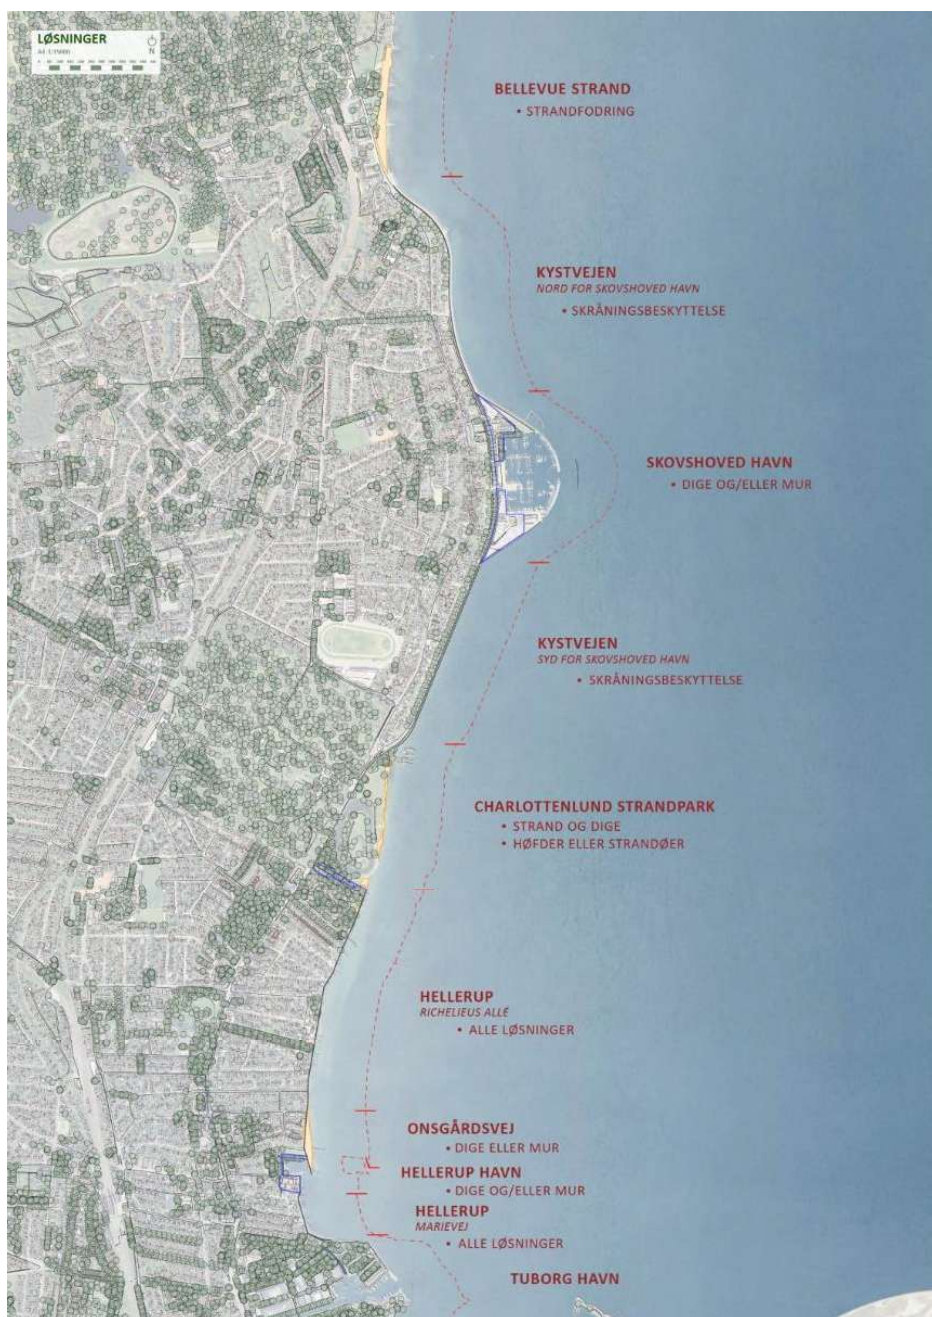 LØSNINGER
N
BELLEVUE STRAND
• STRANDFODRING
KYSTVEJEN
NORD FOR SKOVSHOVED HAVN
• SKRÅNINGSBESKYTTELSE
SKOVSHOVED HAVN
• DIGE OG/ELLER MUR
KYSTVEJEN
SYD FOR SKOVSHOVED HAVN
• SKRÅNINGSBESKYTTELSE
CHARLOTTENLUND STRANDPARK
• STRAND OG DIGE
• HØFDER ELLER STRANDØER
HELLERUP
RICHELIEUS ALLÉ
• ALLE LØSNINGER
ONSGÅRDSVEJ
• DIGE ELLER MUR
HELLERUP HAVN
• DIGE OG/ELLER MUR
HELLERUP
MARIEVEJ
• ALLE LØSNINGER
TUBORG HAVN